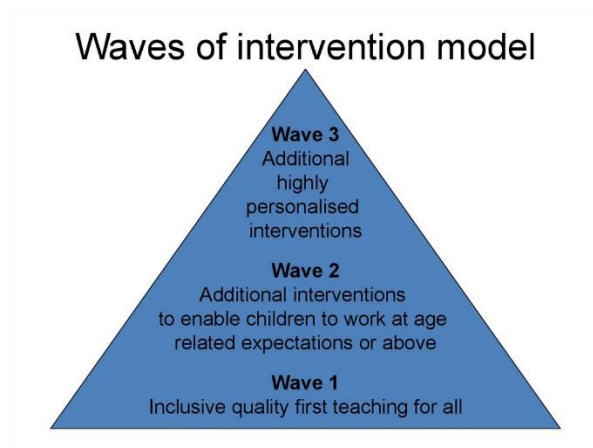 Waves of intervention model
Wave 3
Additional
highly
personalised
interventions
Wave 2
Additional interventions
to enable children to work at age
related expectations or above
Wave 1
Inclusive quality first teaching for all